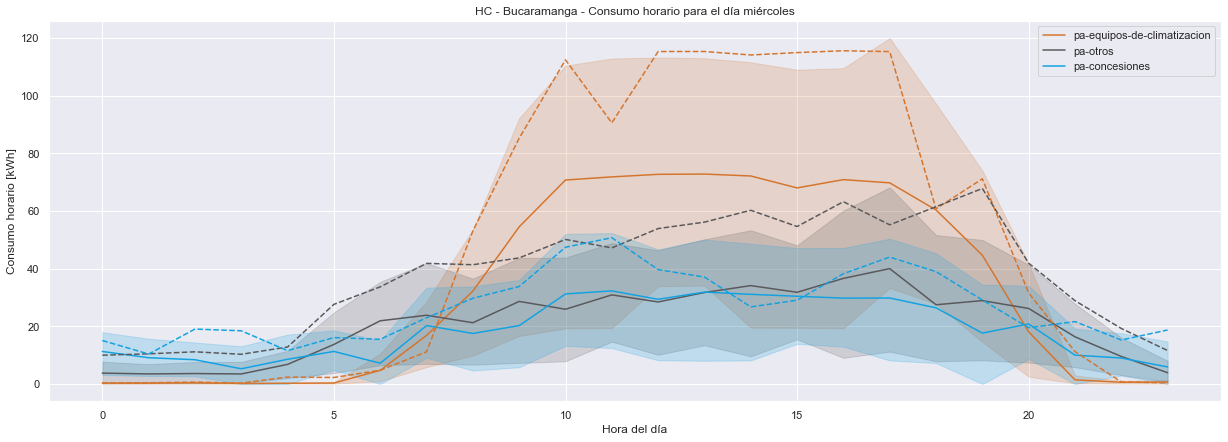 HC - Bucaramanga - Consumo horario para el día miércoles
pa-equipos-de-climatizacion
pa-otros
pa-concesiones
Consumo horario [kWh]
120
100
80
60
40
20
0
0 5 10 15 20
Hora del día